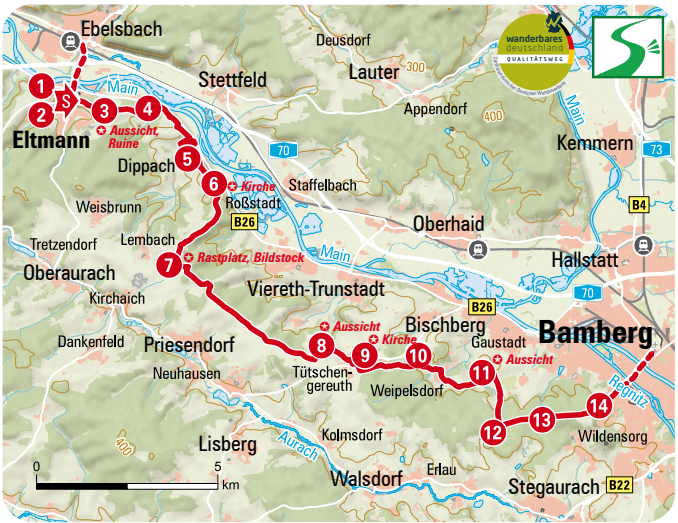 Ebelsbach
Deusdorf
wanderbares
deutschland
QUALITÄTSWEG
Main
Stettfeld
Lauter
300
Main
1
2
S
3
4
Appendorf
400
Eltmann
Aussicht,
Ruine
70
Kemmern
73
Dippach
5
6
Kirche
Staffelbach
Weisbrunn
Roßstadt
B26
B4
Oberhaid
Tretzendorf
Lembach
7
Rastplatz, Bildstock
Main
Hallstatt
Oberaurach
Viereth-Trunstadt
70
Kirchaich
B26
Aussicht
Bischberg
Bamberg
Dankenfeld
Priesendorf
8
Kirche
Gaustadt
9
10
Aussicht
Neuhausen
Tütschen-
gereuth
Weipelsdorf
11
Regnitz
400
Lisberg
Aurach
Kolmsdorf
12
13
14
Wildensorg
0
5
km
Walsdorf
Erlau
Stegaurach
B22